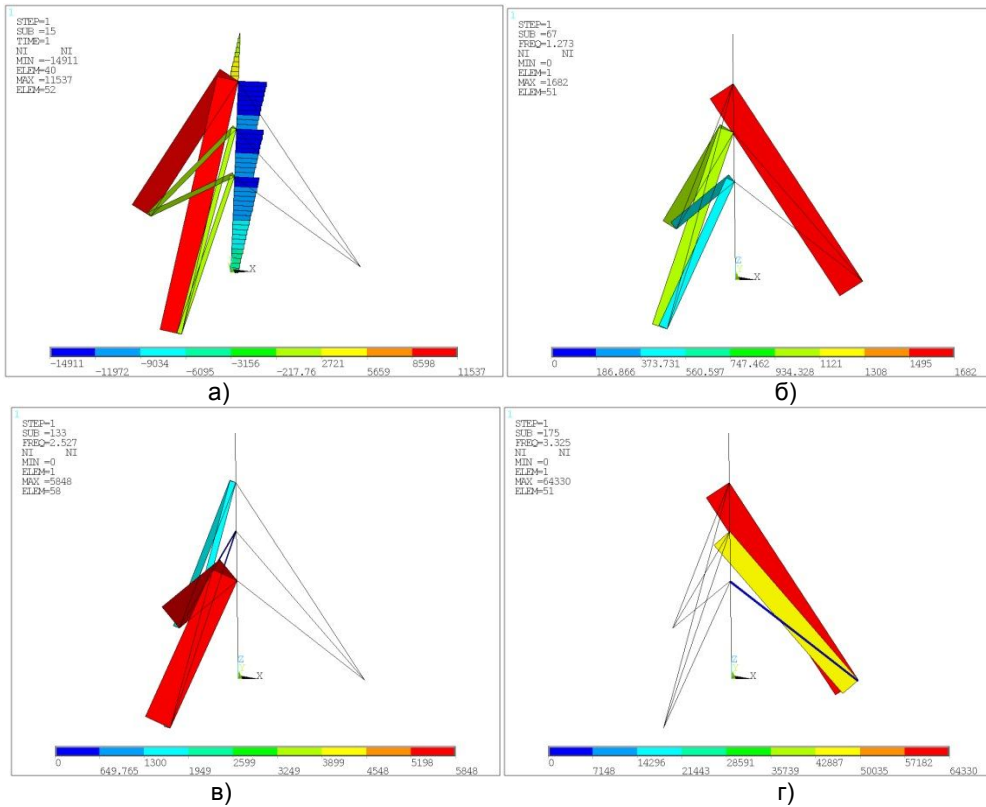 1
STEP=1
SUB =15
TIME=1
NI NI
MIN =-14911
ELEM=40
MAX =11537
ELEM=52
X
-14911 -9034 -3156 2721 8598
-11972 -6095 -217.76 5659 11537
а)
1
STEP=1
SUB =67
FREQ=1.273
NI NI
MIN =0
ELEM=1
MAX =1682
ELEM=51
Z
X
0 373.731 747.462 1121 1495
186.866 560.597 934.328 1308 1682
б)
1
STEP=1
SUB =133
FREQ=2.527
NI NI
MIN =0
ELEM=1
MAX =5848
ELEM=58
Z
X
0 1300 2599 3899 5198
649.765 1949 3249 4548 5848
в)
1
STEP=1
SUB =175
FREQ=3.325
NI NI
MIN =0
ELEM=1
MAX =64330
ELEM=51
Z
X
0 14296 28591 42887 57182
7148 21443 35739 50035 64330
г)